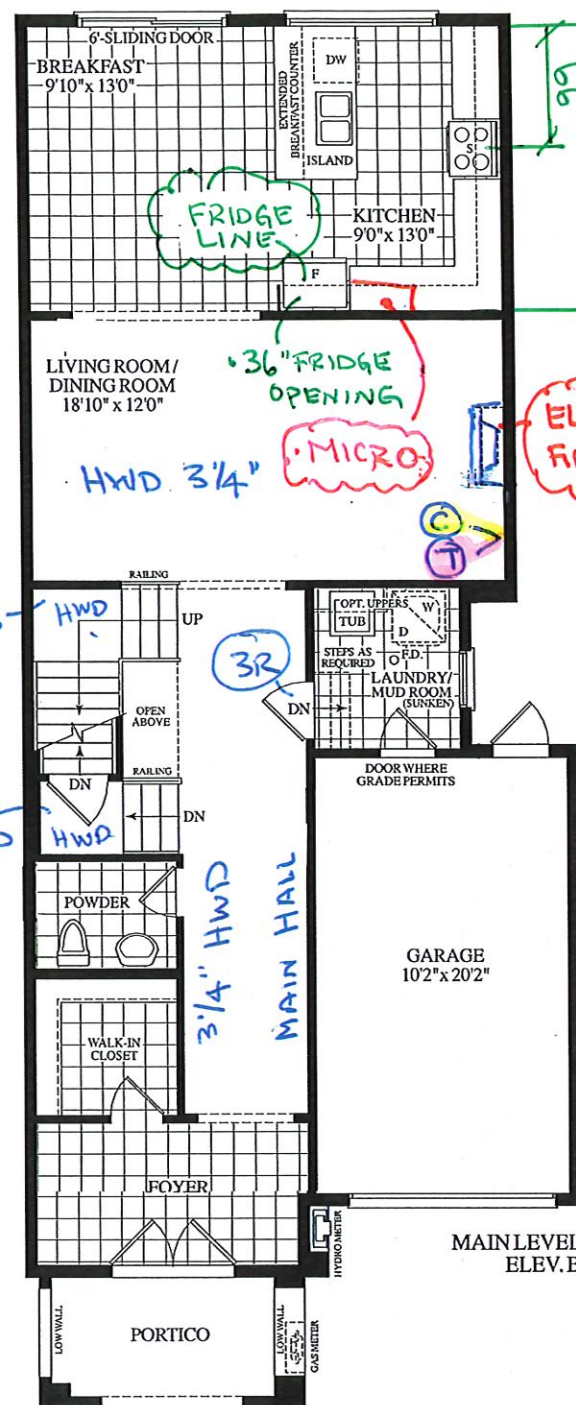 6'-SLIDING DOOR
BREAKFAST
9'10"x 13'0"
EXTENDED
BREAKFAST COUNTER
DW
ISLAND
S
66
FRIDGE
LINE
KITCHEN
9'0"x 13'0"
F
LIVING ROOM/
DINING ROOM
18'10" x 12'0"
•36" FRIDGE
OPENING
•MICRO
HWD 3'/4"
C
T
RAILING
HWD
UP
OPT. UPPERS
TUB
W
D
STEPS AS
REQUIRED
F.D.
3R
LAUNDRY/
MUD ROOM
(SUNKEN)
DN
OPEN
ABOVE
RAILING
DN
DN
HWD
DOOR WHERE
GRADE PERMITS
POWDER
3'/4" HWD
MAIN HALL
GARAGE
10'2"x 20'2"
WALK-IN
CLOSET
FOYER
HYDRO METER
MAIN LEVEL
ELEV. B
LOW WALL
PORTICO
LOW WALL
GAS METER